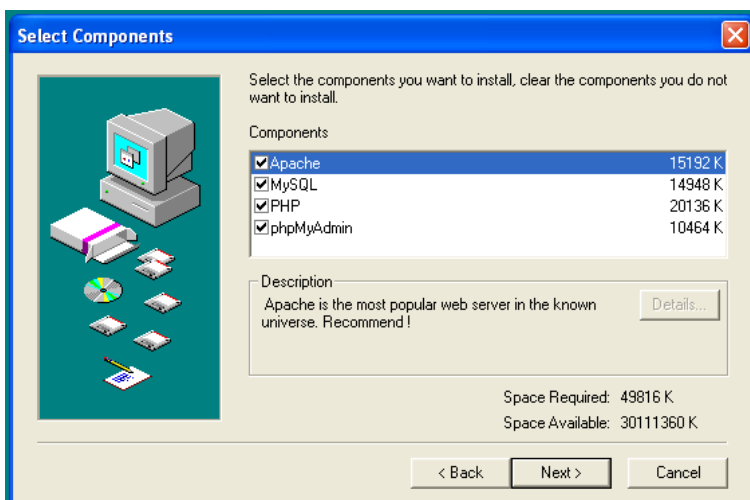 Select Components
Select the components you want to install, clear the components you do not
want to install.
Components
Apache 15192 K
MySQL 14948 K
PHP 20136 K
phpMyAdmin 10464 K
Description
Apache is the most popular web server in the known
universe. Recommend !
Details...
Space Required: 49816 K
Space Available: 30111360 K
< Back Next > Cancel